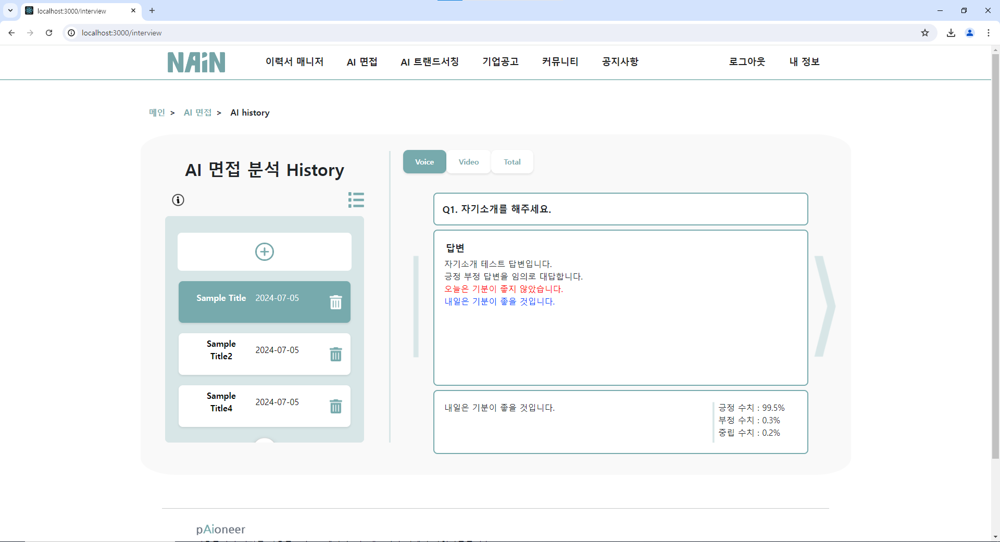 localhost:3000/interview
localhost:3000/interview
NAiN
이력서 매니저
AI 면접
AI 트랜드서칭
기업공고
커뮤니티
공지사항
로그아웃
내 정보
메인 > AI 면접 > AI history
AI 면접 분석 History
Sample Title 2024-07-05
Sample
Title2
2024-07-05
Sample
Title4
2024-07-05
Voice
Video
Total
Q1. 자기소개를 해주세요.
답변
자기소개 테스트 답변입니다.
긍정 부정 답변을 임의로 대답합니다.
오늘은 기분이 좋지 않았습니다.
내일은 기분이 좋을 것입니다.
내일은 기분이 좋을 것입니다.
긍정 수치 : 99.5%
부정 수치 : 0.3%
중립 수치 : 0.2%
pAioneer